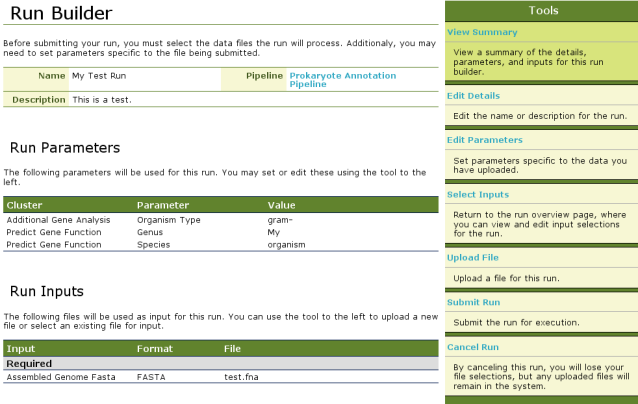 Run Builder
Before submitting your run, you must select the data files the run will process. Additionaly, you may
need to set parameters specific to the file being submitted.
Name My Test Run Pipeline Prokaryote Annotation
Pipeline
Description This is a test.
Run Parameters
The following parameters will be used for this run. You may set or edit these using the tool to the
left.
Cluster Parameter Value
Additional Gene Analysis Organism Type gram-
Predict Gene Function Genus My
Predict Gene Function Species organism
Run Inputs
The following files will be used as input for this run. You can use the tool to the left to upload a new
file or select an existing file for input.
Input Format File
Required
Assembled Genome Fasta FASTA test.fna
Tools
View Summary
View a summary of the details,
parameters, and inputs for this run
builder.
Edit Details
Edit the name or description for the run.
Edit Parameters
Set parameters specific to the data you
have uploaded.
Select Inputs
Return to the run overview page, where
you can view and edit input selections
for the run.
Upload File
Upload a file for this run.
Submit Run
Submit the run for execution.
Cancel Run
By canceling this run, you will lose your
file selections, but any uploaded files will
remain in the system.